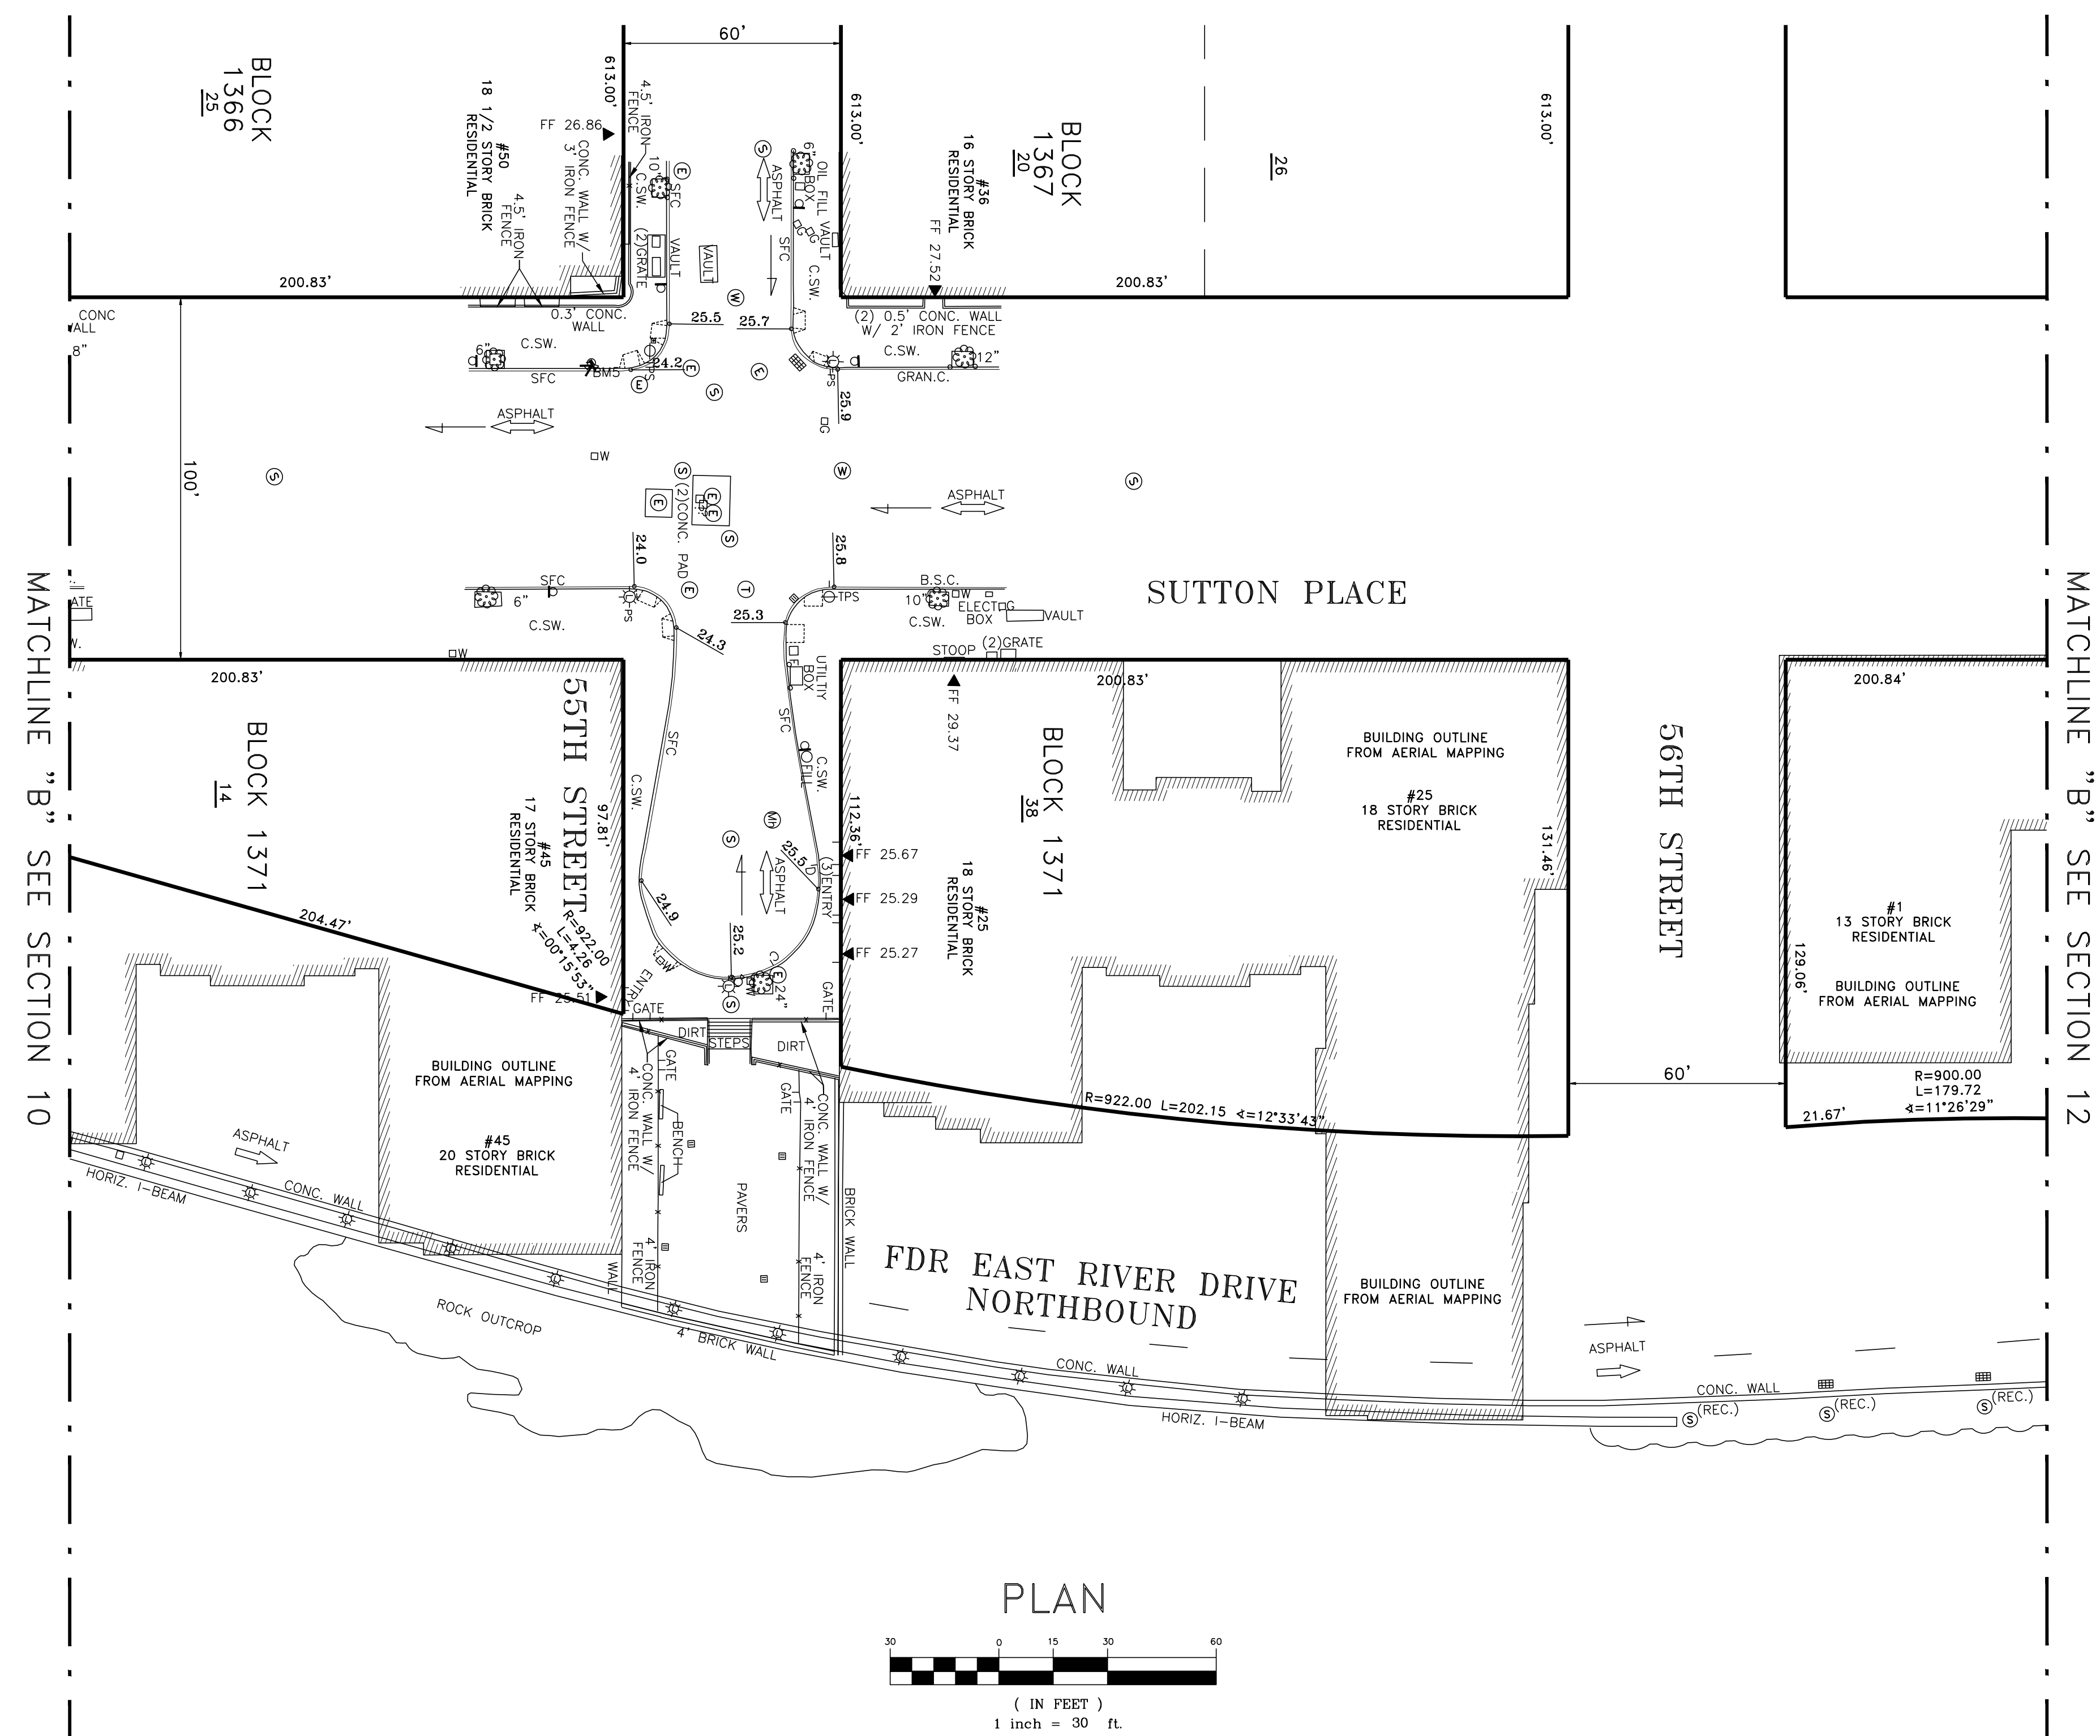 60'
BLOCK
1366
25
18 1/2 STORY BRICK
#50
RESIDENTIAL
613.00'
FF 26.86
4.5' IRON
FENCE
CONC. WALL W/
3' IRON FENCE
4.5' IRON
FENCE
10"
C.SW.
SFC
E
(2)GRATE
VAULT
VAULT
S
ASPHALT
6"
BOX
OIL FILL VAULT
G
G
SFC
C.SW.
613.00'
BLOCK
1367
20
#36
16 STORY BRICK
RESIDENTIAL
FF 27.52
26
613.00'
200.83'
200.83'
CONC
WALL
8"
0.3' CONC.
WALL
C.SW.
6"
SFC
BM5
25.5
25.7
W
24.2
E
E
PS
S
E
PS
(2) 0.5' CONC. WALL
W/ 2' IRON FENCE
C.SW.
12"
GRAN.C.
25.9
G
ASPHALT
W
100'
S
S
(2)CONC. PAD
E
E
E
S
W
ASPHALT
S
24.0
25.8
SFC
6"
C.SW.
PS
E
T
TPS
B.S.C.
10"
W
ELECT
BOX
G
VAULT
C.SW.
SUTTON PLACE
ATE
W.
25.3
24.3
STOOP
(2)GRATE
W
200.83'
200.83'
200.84'
FF 29.37
UTILTIY
BOX
SFC
SFC
C.SW.
FILL
C.SW.
BLOCK 1371
14
55TH STREET
97.81'
#45
17 STORY BRICK
RESIDENTIAL
R=922.00
L=4.26
∡=00°15'53"
FF 25.51
204.47'
Mh
S
ASPHALT
25.5
D
24.9
25.2
(3)ENTRY
112.36'
FF 25.67
FF 25.29
FF 25.27
BLOCK 1371
38
#25
18 STORY BRICK
RESIDENTIAL
BUILDING OUTLINE
FROM AERIAL MAPPING
#25
18 STORY BRICK
RESIDENTIAL
131.46'
56TH STREET
#1
13 STORY BRICK
RESIDENTIAL
129.06'
BUILDING OUTLINE
FROM AERIAL MAPPING
MATCHLINE "B" SEE SECTION 10
MATCHLINE "B" SEE SECTION 12
W
ENTRY
E
24"
S
GATE
GATE
DIRT
STEPS
DIRT
GATE
CONC. WALL W/
4' IRON FENCE
BENCH
GATE
CONC. WALL W/
4' IRON FENCE
PAVERS
BRICK WALL
4' IRON
FENCE
4' IRON
FENCE
WALL
BUILDING OUTLINE
FROM AERIAL MAPPING
#45
20 STORY BRICK
RESIDENTIAL
R=922.00 L=202.15 ∡=12°33'43"
60'
R=900.00
L=179.72
∡=11°26'29"
21.67'
ASPHALT
CONC. WALL
HORIZ. I-BEAM
ROCK OUTCROP
4' BRICK WALL
FDR EAST RIVER DRIVE
NORTHBOUND
BUILDING OUTLINE
FROM AERIAL MAPPING
ASPHALT
CONC. WALL
CONC. WALL
HORIZ. I-BEAM
S
(REC.)
S
(REC.)
S
(REC.)
PLAN
30
0
15
30
60
( IN FEET )
1 inch = 30 ft.